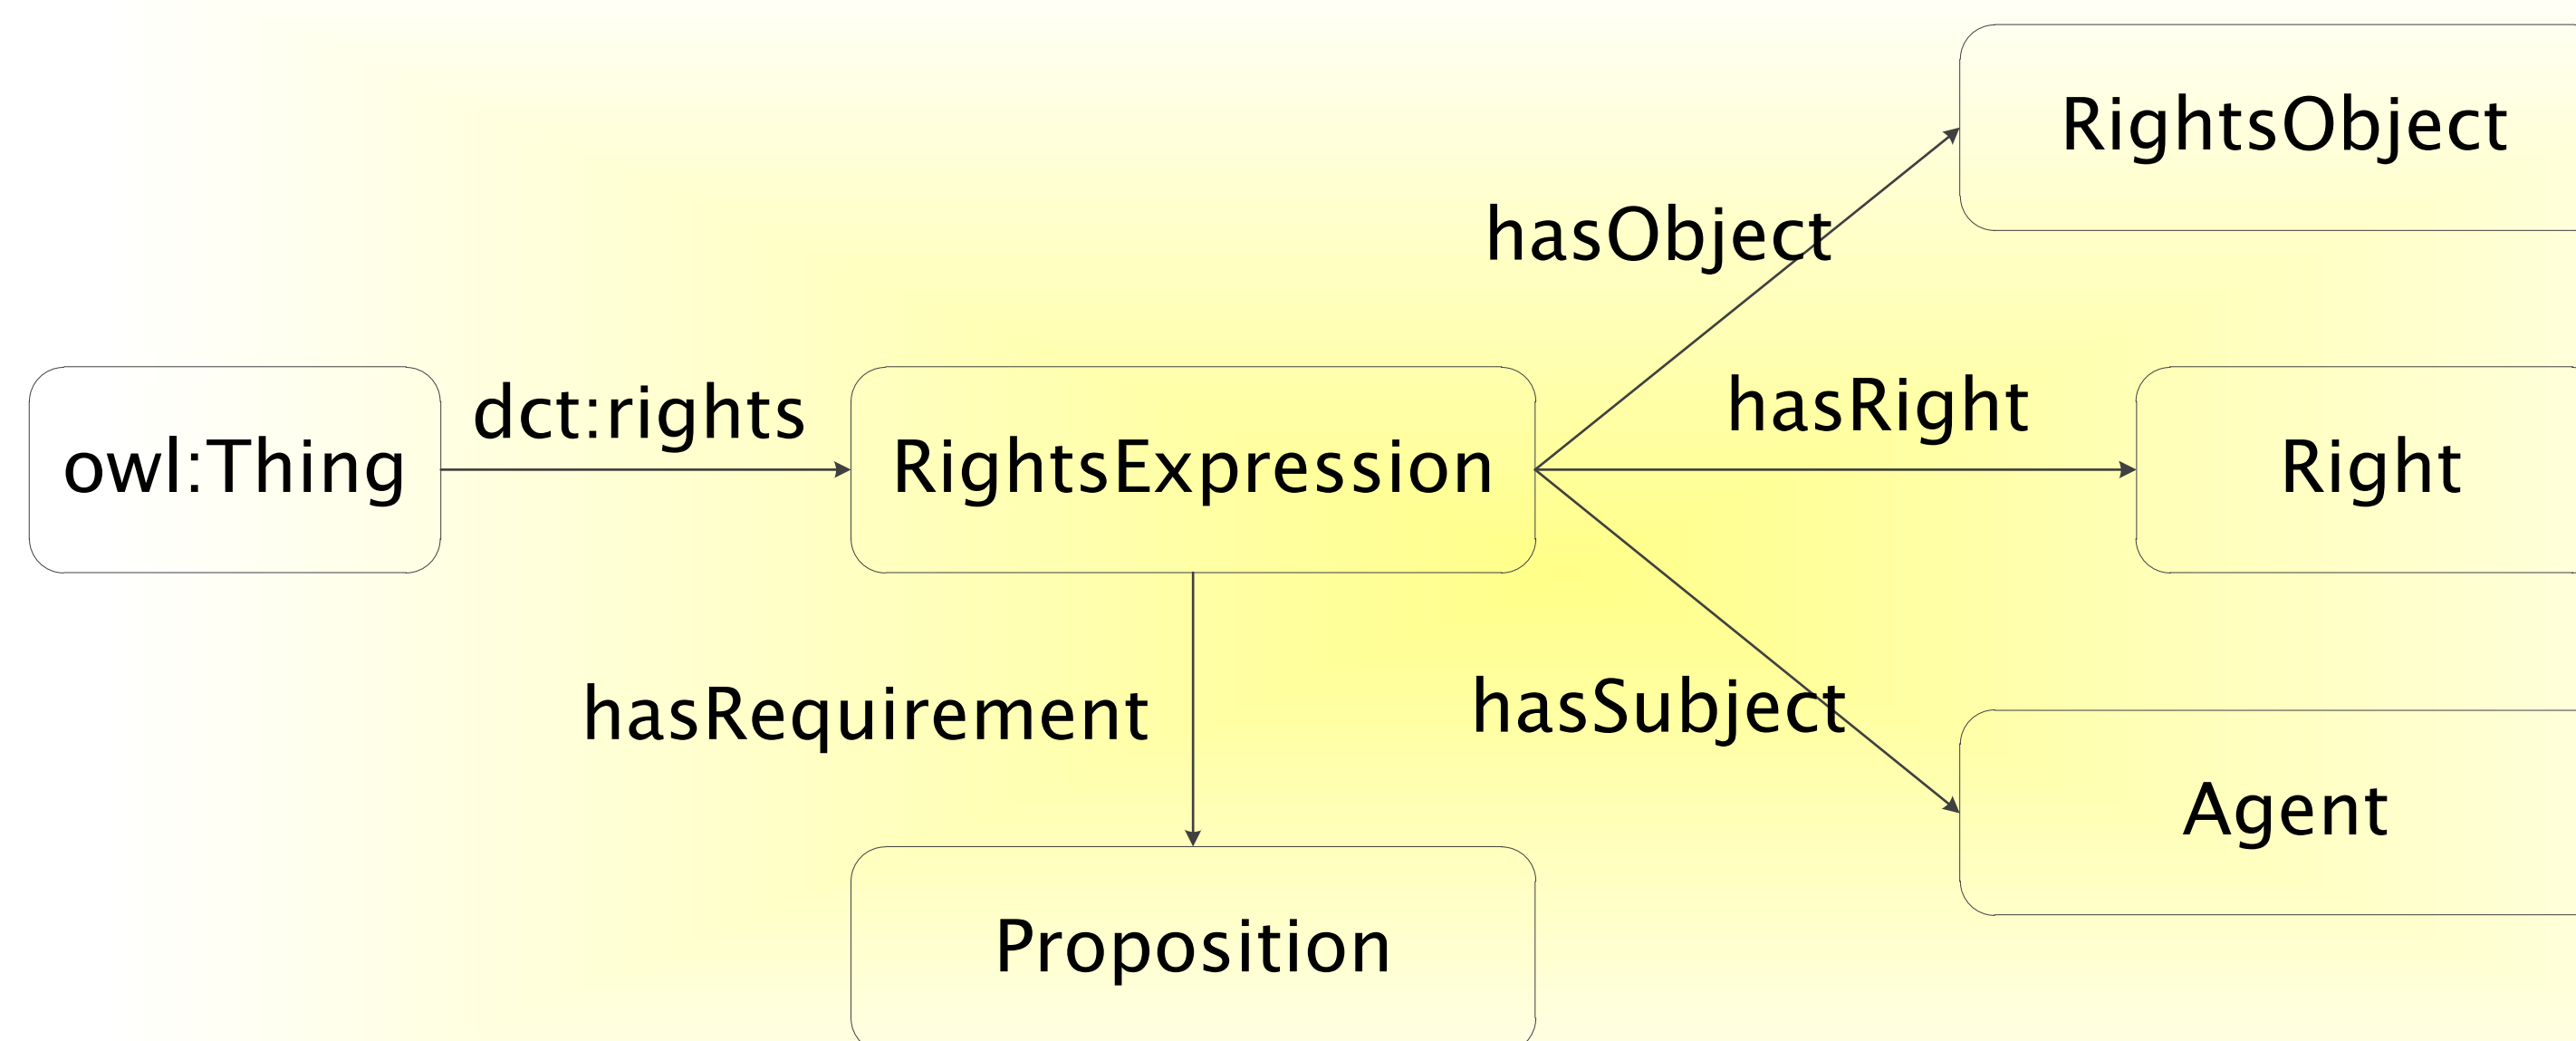 RightsObject
hasObject
hasRight
dct:rights
owl:Thing
RightsExpression
Right
hasRequirement
hasSubject
Agent
Proposition